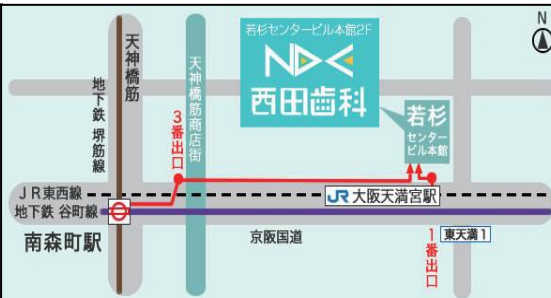 若杉センタービル本館2F
NDC
西田歯科
N
天神橋筋
地下鉄 堺筋線
天神橋筋商店街
3番出口
若杉
センター
ビル本館
JR東西線
地下鉄 谷町線
JR 大阪天満宮駅
南森町駅
京阪国道
1番出口
東天満1